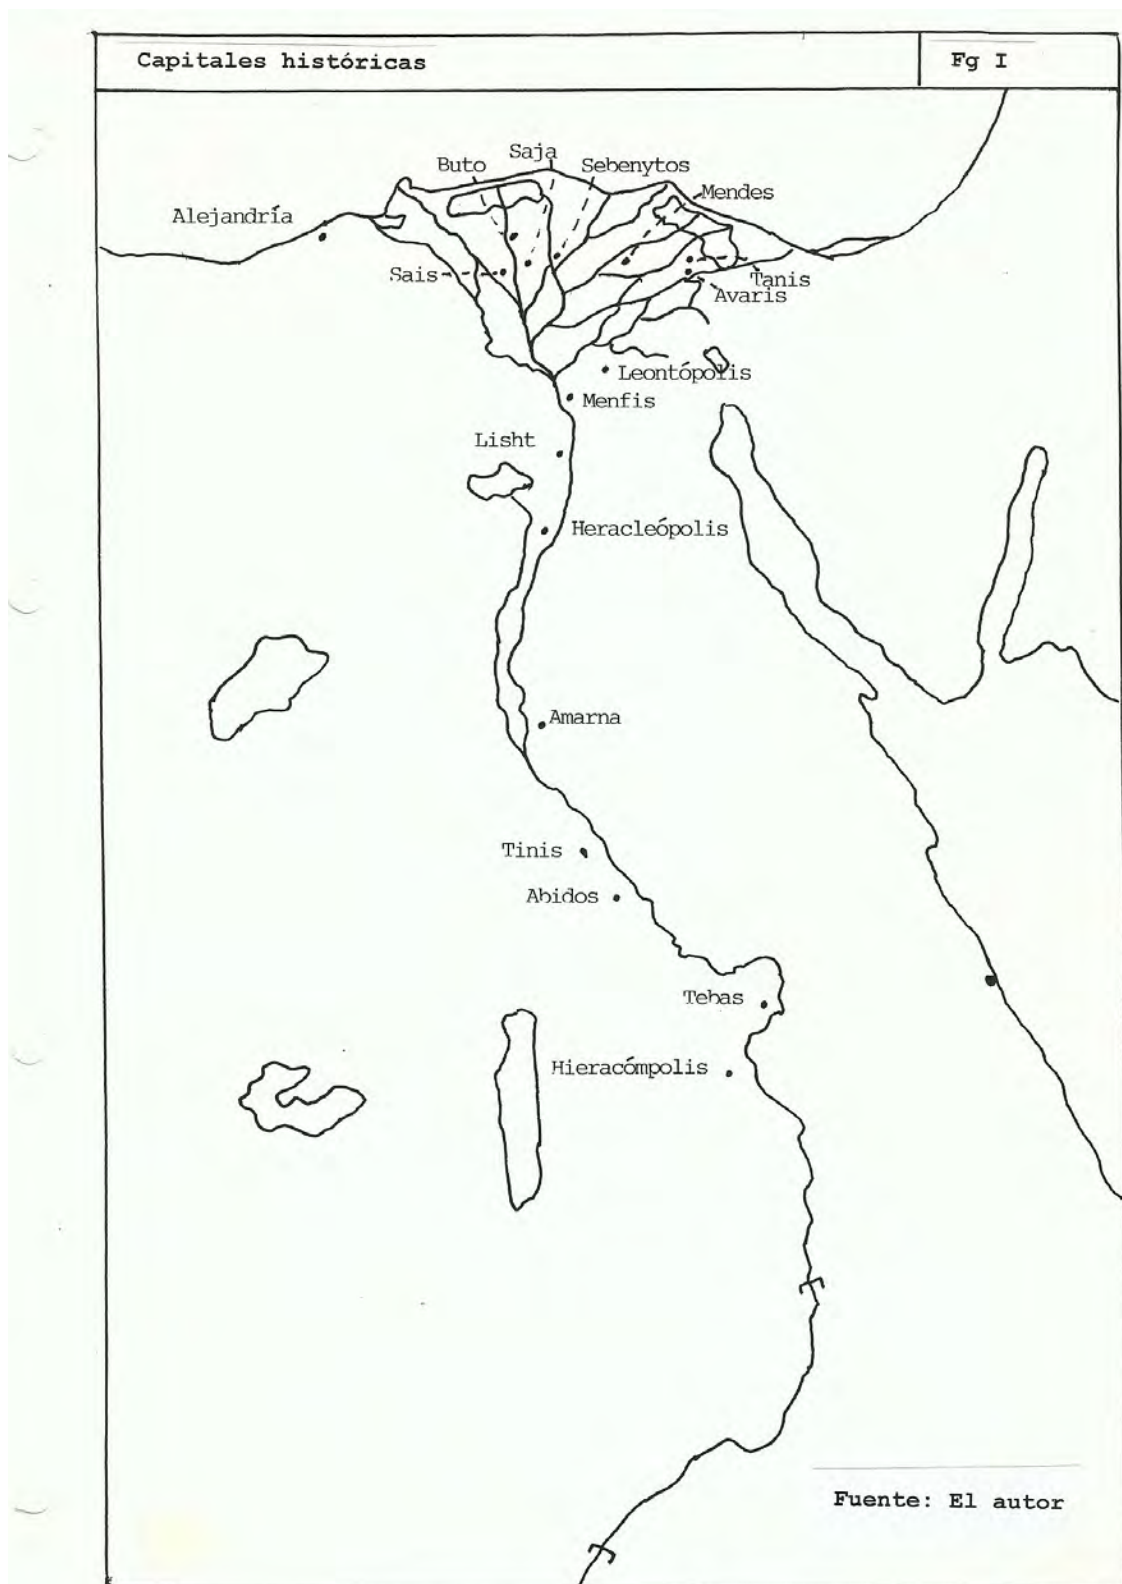 Capitales históricas
Fg I
Saja
Buto
Sebenytos
Mendes
Alejandría
Sais
Tanis
Avaris
Leontópolis
Menfis
Lisht
Heracleópolis
Amarna
Tinis
Abidos
Tebas
Hieracómpolis
Fuente: El autor